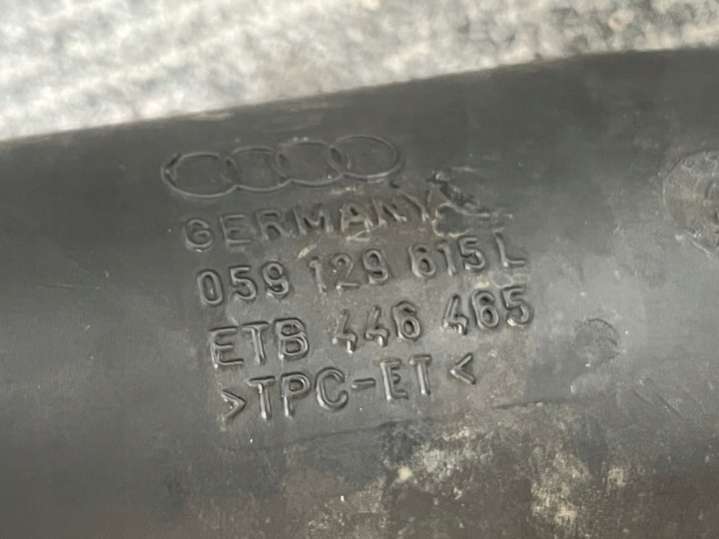 GERMANY
059 129 615 L
ETB 446 465
>TPC-ET<